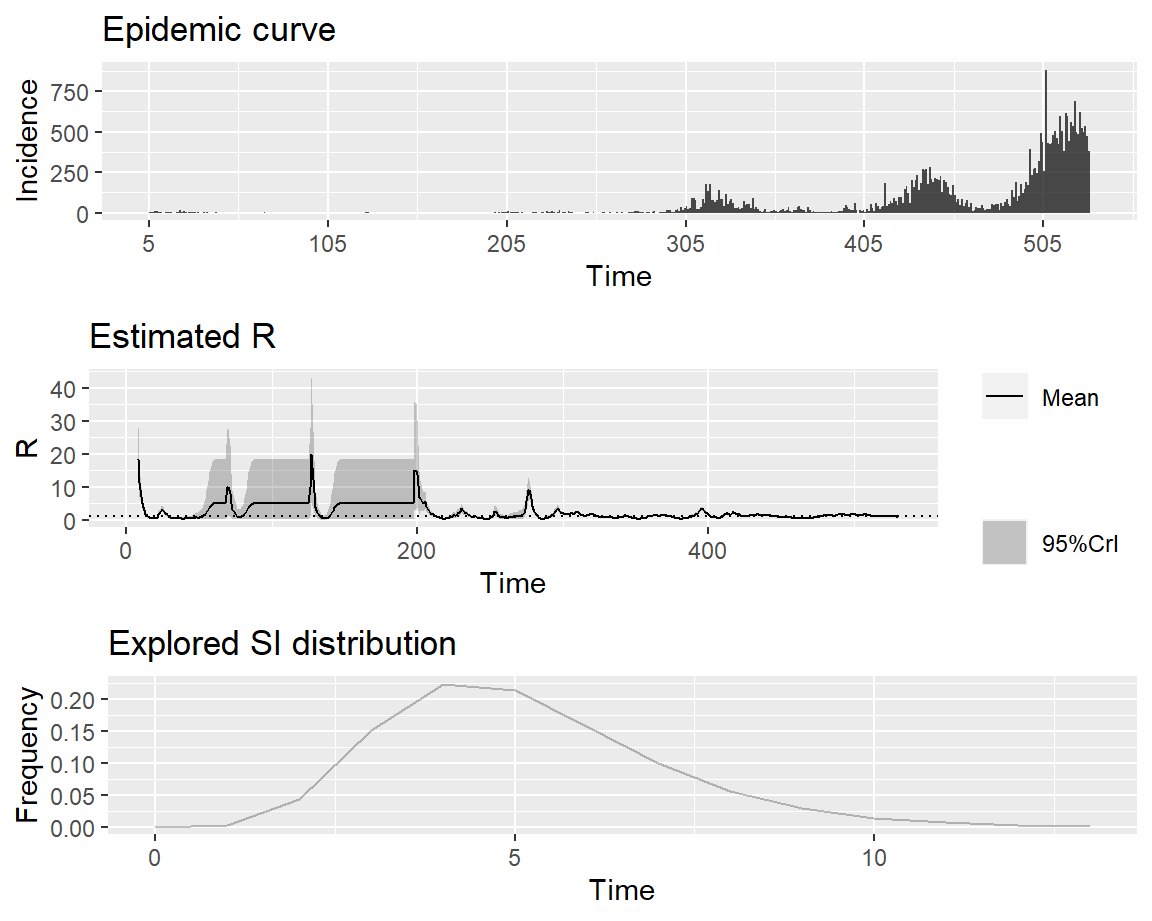 Epidemic curve
Incidence
750
500
250
0
5 105 205 305 405 505
Time
Estimated R
R
40
30
20
10
0
0 200 400
Time
Mean
95%CrI
Explored SI distribution
Frequency
0.20
0.15
0.10
0.05
0.00
0 5 10
Time